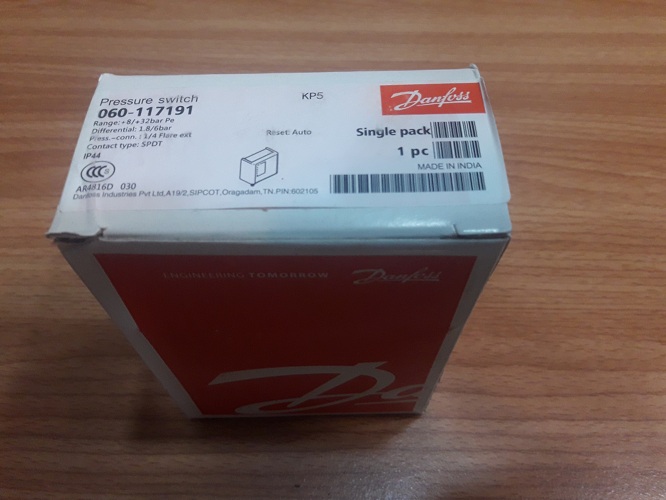 Pressure switch
KP5
Danfoss
060-117191
Range:+8/+32bar Pe
Differential: 1.8/6bar
Press.-conn.: 1/4 Flare ext
Contact type: SPDT
IP44
Reset: Auto
Single pack
1 pc
MADE IN INDIA
CCC
AR4816D 030
Danfoss Industries Pvt Ltd,A19/2,SIPCOT,Oragadam,TN.PIN:602105
ENGINEERING TOMORROW
Danfoss